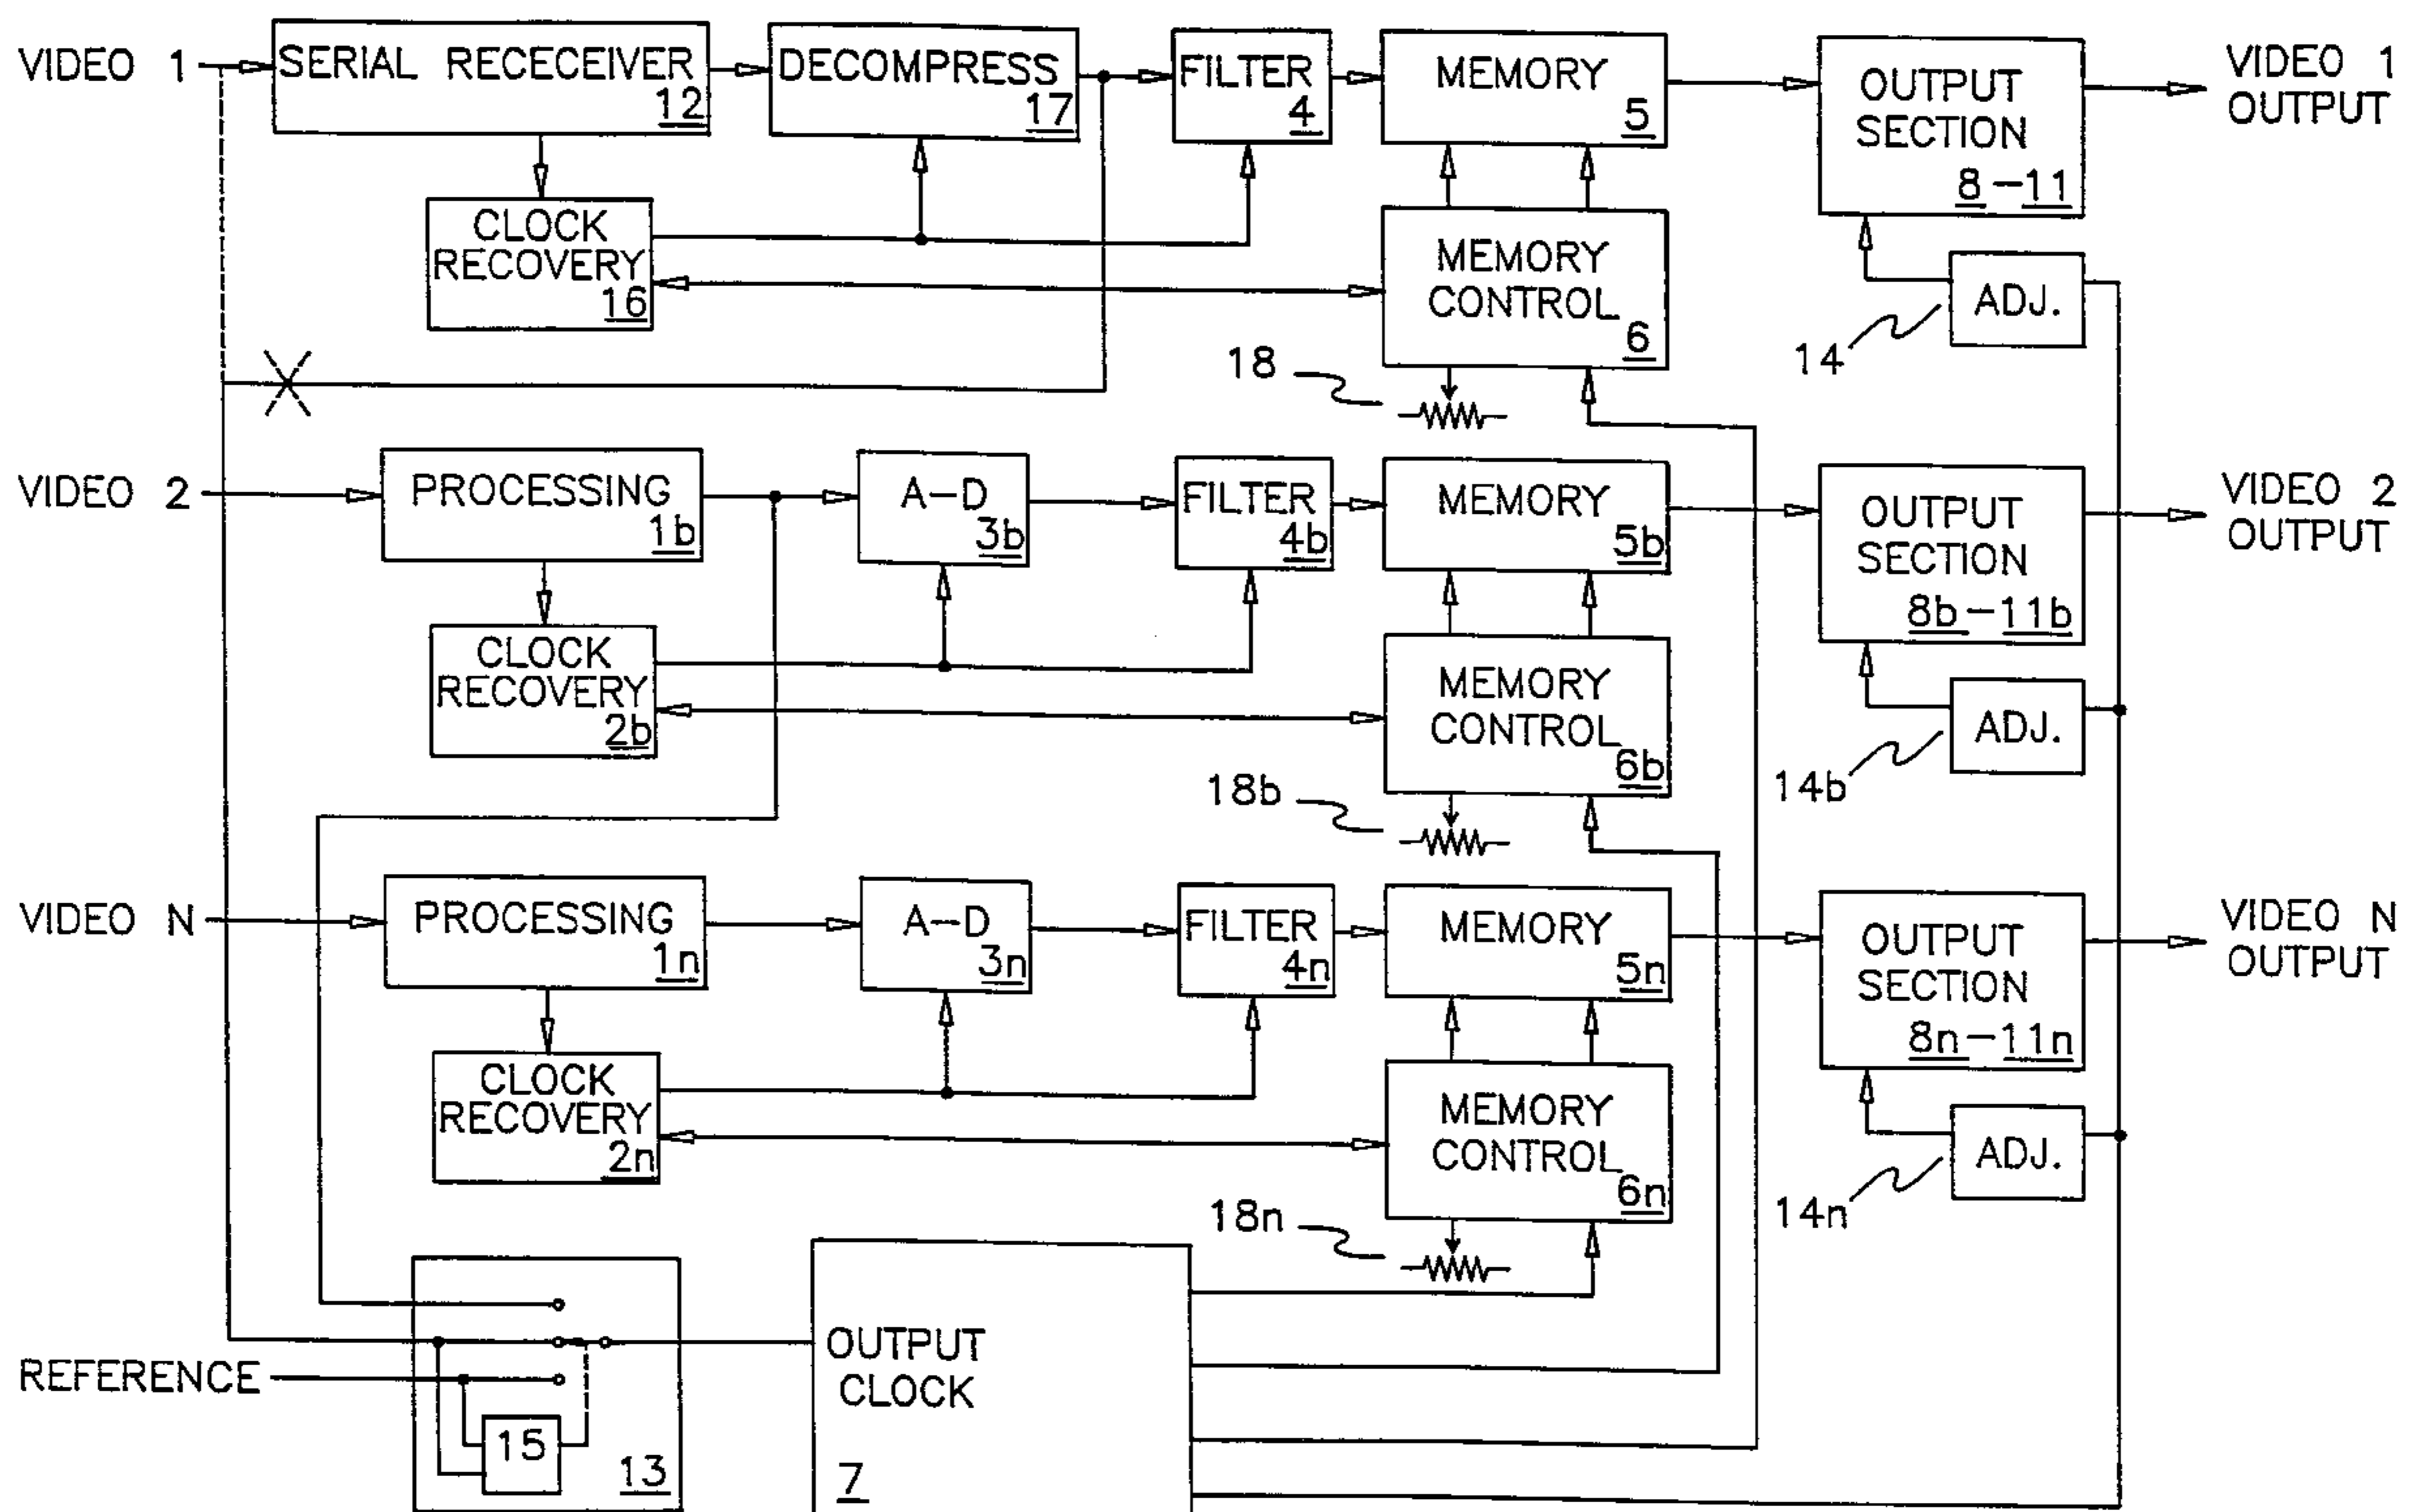 VIDEO 1
SERIAL RECECEIVER
12
DECOMPRESS
17
FILTER
4
MEMORY
5
OUTPUT
SECTION
8-11
VIDEO 1
OUTPUT
CLOCK
RECOVERY
16
MEMORY
CONTROL
6
ADJ.
14
18
VIDEO 2
PROCESSING
1b
A-D
3b
FILTER
4b
MEMORY
5b
OUTPUT
SECTION
8b-11b
VIDEO 2
OUTPUT
CLOCK
RECOVERY
2b
MEMORY
CONTROL
6b
ADJ.
14b
18b
VIDEO N
PROCESSING
1n
A-D
3n
FILTER
4n
MEMORY
5n
OUTPUT
SECTION
8n-11n
VIDEO N
OUTPUT
CLOCK
RECOVERY
2n
MEMORY
CONTROL
6n
ADJ.
14n
18n
REFERENCE
15
13
OUTPUT
CLOCK
7